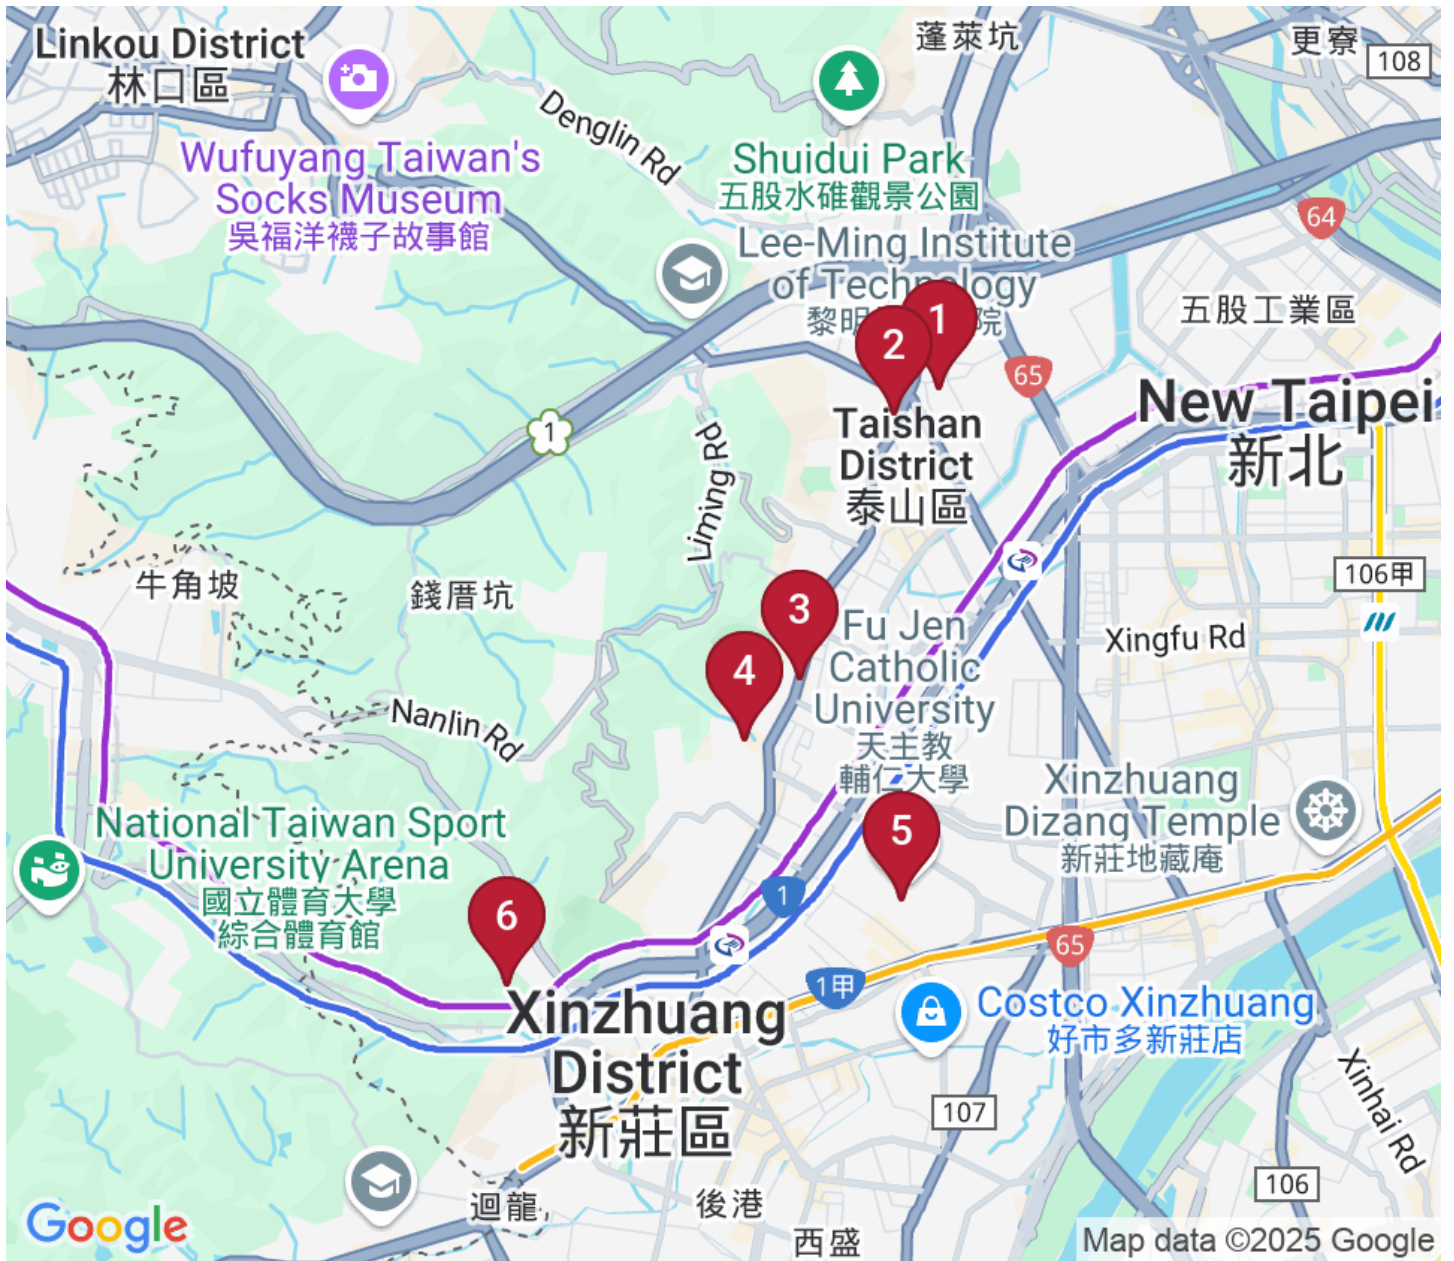 Linkou District
林口區
蓬萊坑
更寮
108
Denglin Rd
Wufuyang Taiwan's
Socks Museum
吳福洋襪子故事館
Shuidui Park
五股水碓觀景公園
64
Lee-Ming Institute
of Technology
黎明
院
五股工業區
1
2
65
1
Taishan
District
泰山區
New Taipei
新北
Liming Rd
牛角坡
錢厝坑
106甲
3
4
Fu Jen
Catholic
University
天主教
輔仁大學
Xingfu Rd
Nanlin Rd
Xinzhuang
Dizang Temple
新莊地藏庵
National Taiwan Sport
University Arena
國立體育大學
綜合體育館
5
1
6
65
1甲
Xinzhuang
District
新莊區
Costco Xinzhuang
好市多新莊店
107
Xinhai Rd
106
迴龍
後港
西盛
Google
Map data ©2025 Google